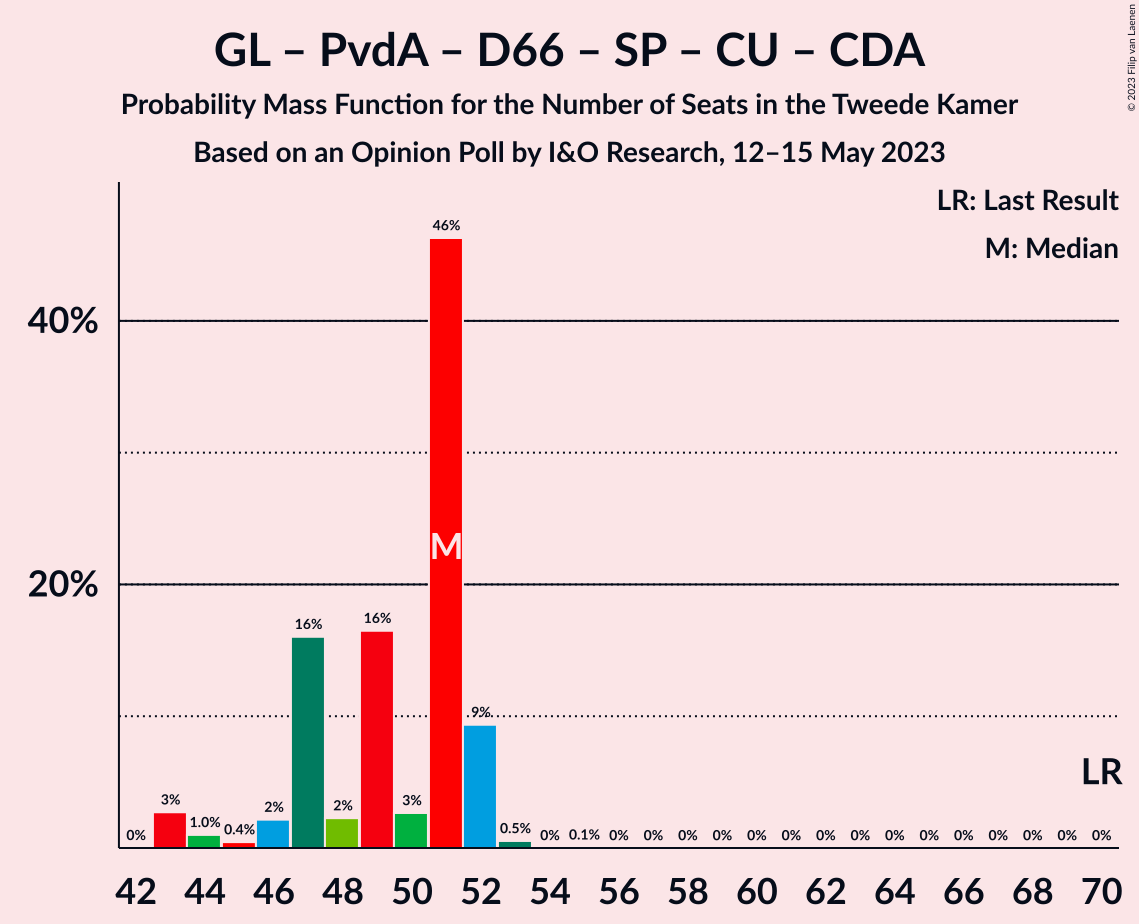 GL – PvdA – D66 – SP – CU – CDA
Probability Mass Function for the Number of Seats in the Tweede Kamer
Based on an Opinion Poll by I&O Research, 12–15 May 2023
© 2023 Filip van Laenen
LR: Last Result
M: Median
40%
20%
0% 3% 1.0% 0.4% 2% 16% 2% 16% 3% 46% 9% 0.5% 0% 0.1% 0% 0% 0% 0% 0% 0% 0% 0% 0% 0% 0% 0% 0% 0% 0%
M
LR
42 44 46 48 50 52 54 56 58 60 62 64 66 68 70